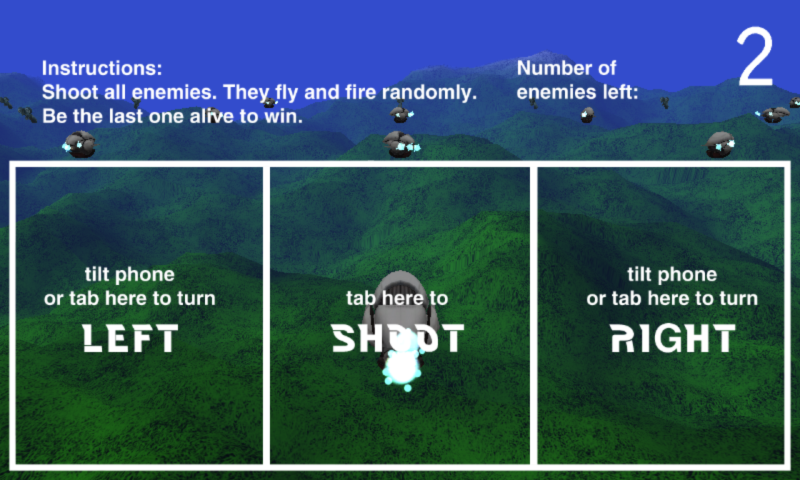 Instructions:
Shoot all enemies. They fly and fire randomly.
Be the last one alive to win.
Number of
enemies left:
2
tilt phone
or tab here to turn
LEFT
tab here to
SHOOT
tilt phone
or tab here to turn
RIGHT